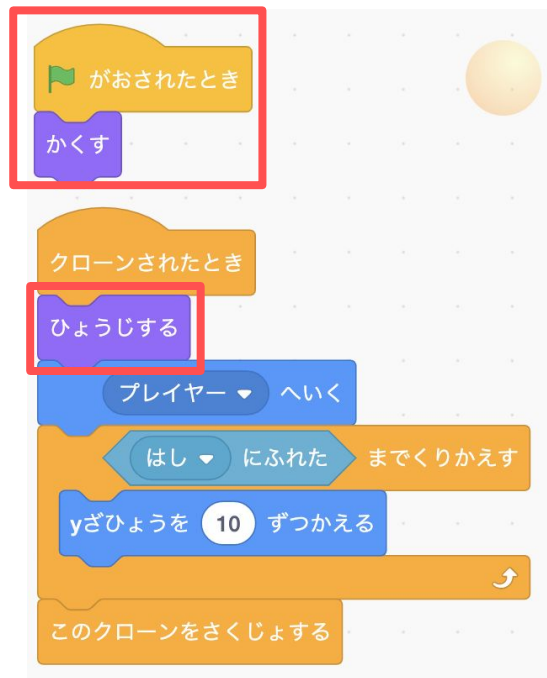 がおされたとき
かくす
クローンされたとき
ひょうじする
プレイヤー へいく
はし にふれた までくりかえす
yざひょうを 10 ずつかえる
このクローンをさくじょする